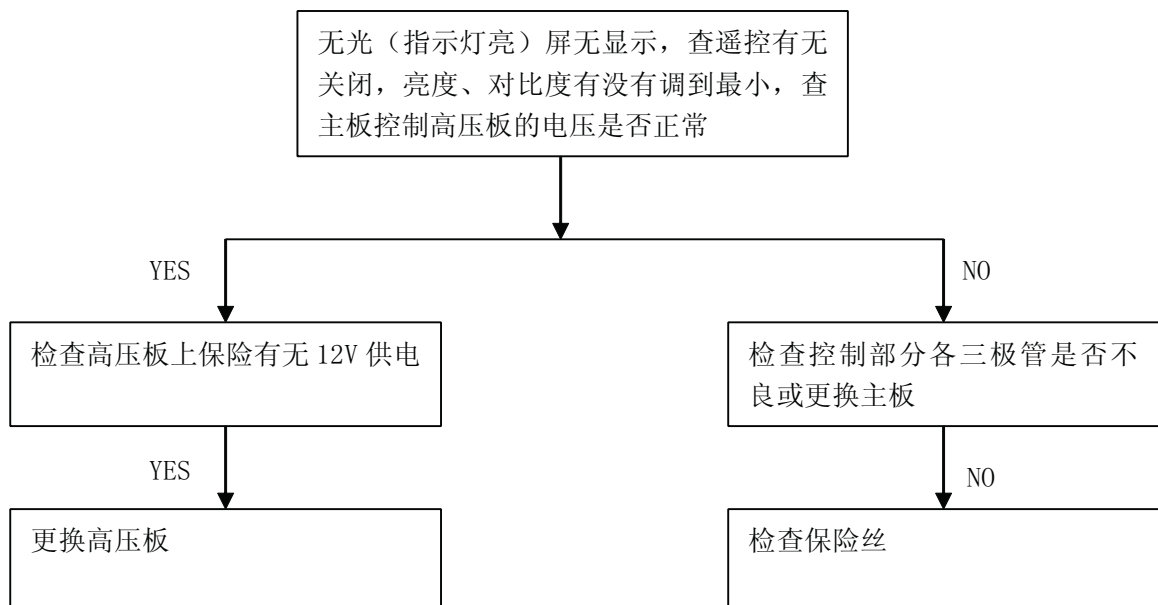 无光（指示灯亮）屏无显示，查遥控有无
关闭，亮度、对比度有没有调到最小，查
主板控制高压板的电压是否正常
YES
NO
检查高压板上保险有无 12V 供电
检查控制部分各三极管是否不
良或更换主板
YES
NO
更换高压板
检查保险丝